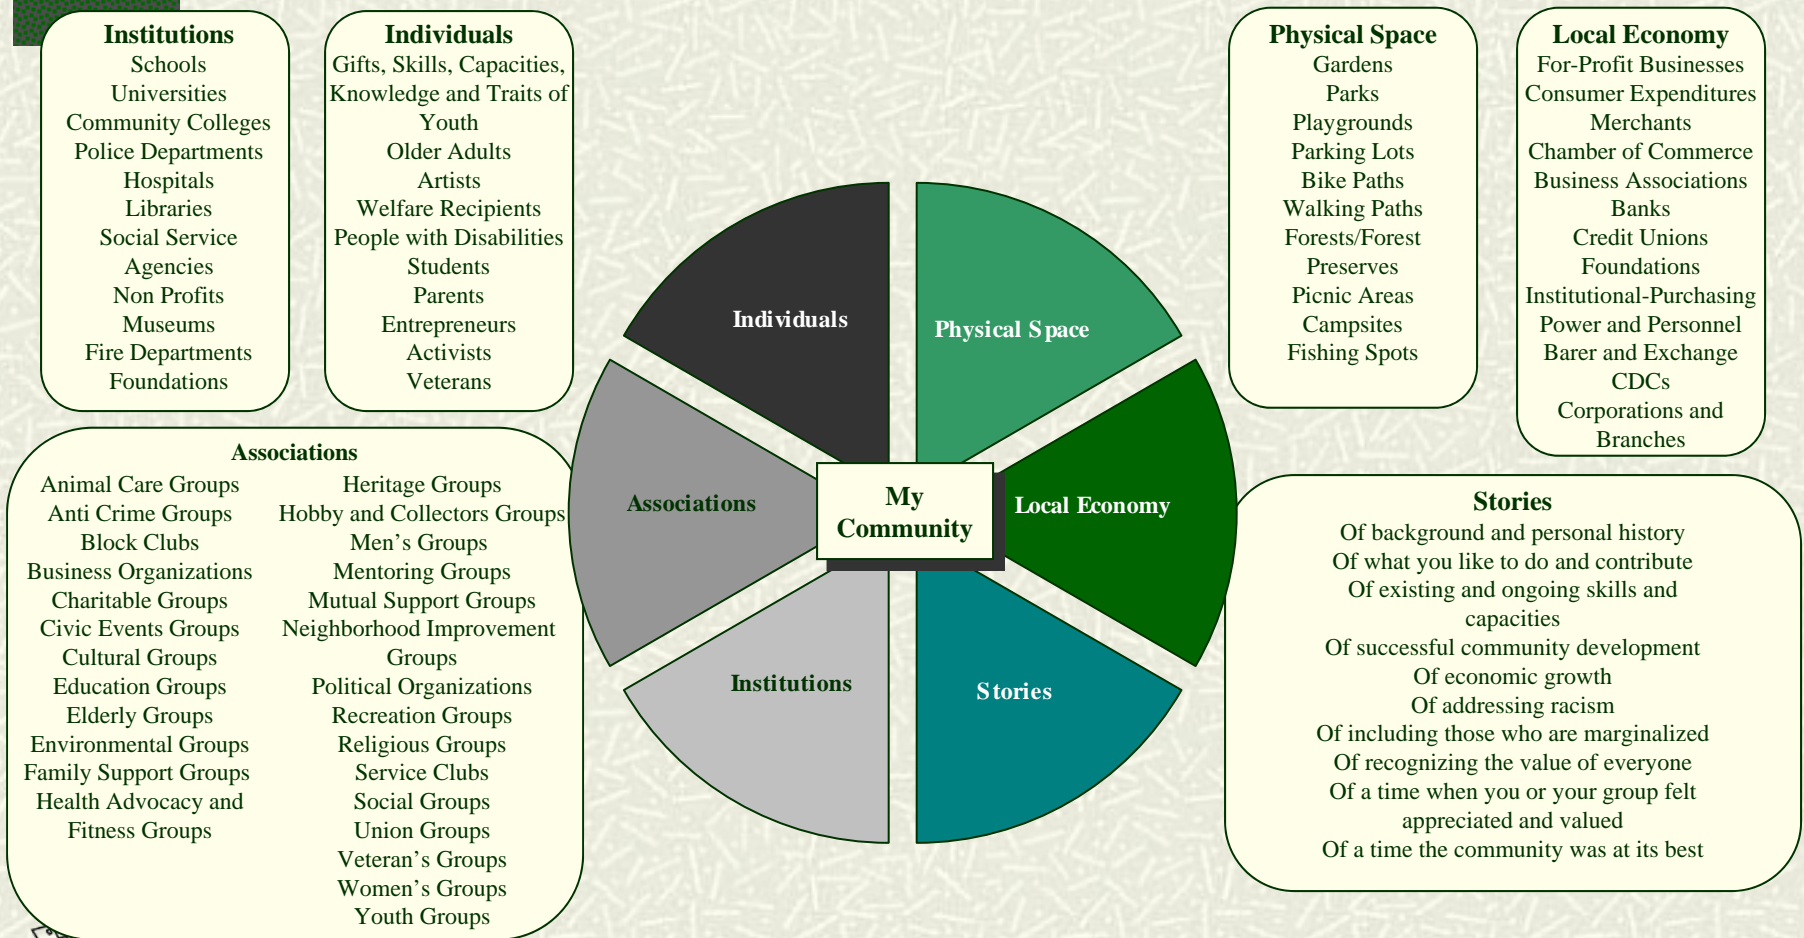 Institutions
Schools
Universities
Community Colleges
Police Departments
Hospitals
Libraries
Social Service
Agencies
Non Profits
Museums
Fire Departments
Foundations
Individuals
Gifts, Skills, Capacities,
Knowledge and Traits of
Youth
Older Adults
Artists
Welfare Recipients
People with Disabilities
Students
Parents
Entrepreneurs
Activists
Veterans
Physical Space
Gardens
Parks
Playgrounds
Parking Lots
Bike Paths
Walking Paths
Forests/Forest
Preserves
Picnic Areas
Campsites
Fishing Spots
Local Economy
For-Profit Businesses
Consumer Expenditures
Merchants
Chamber of Commerce
Business Associations
Banks
Credit Unions
Foundations
Institutional-Purchasing
Power and Personnel
Barer and Exchange
CDCs
Corporations and
Branches
Individuals
Physical Space
Associations
My
Community
Local Economy
Institutions
Stories
Associations
Animal Care Groups
Anti Crime Groups
Block Clubs
Business Organizations
Charitable Groups
Civic Events Groups
Cultural Groups
Education Groups
Elderly Groups
Environmental Groups
Family Support Groups
Health Advocacy and
Fitness Groups
Heritage Groups
Hobby and Collectors Groups
Men's Groups
Mentoring Groups
Mutual Support Groups
Neighborhood Improvement
Groups
Political Organizations
Recreation Groups
Religious Groups
Service Clubs
Social Groups
Union Groups
Veteran's Groups
Women's Groups
Youth Groups
Stories
Of background and personal history
Of what you like to do and contribute
Of existing and ongoing skills and
capacities
Of successful community development
Of economic growth
Of addressing racism
Of including those who are marginalized
Of recognizing the value of everyone
Of a time when you or your group felt
appreciated and valued
Of a time the community was at its best